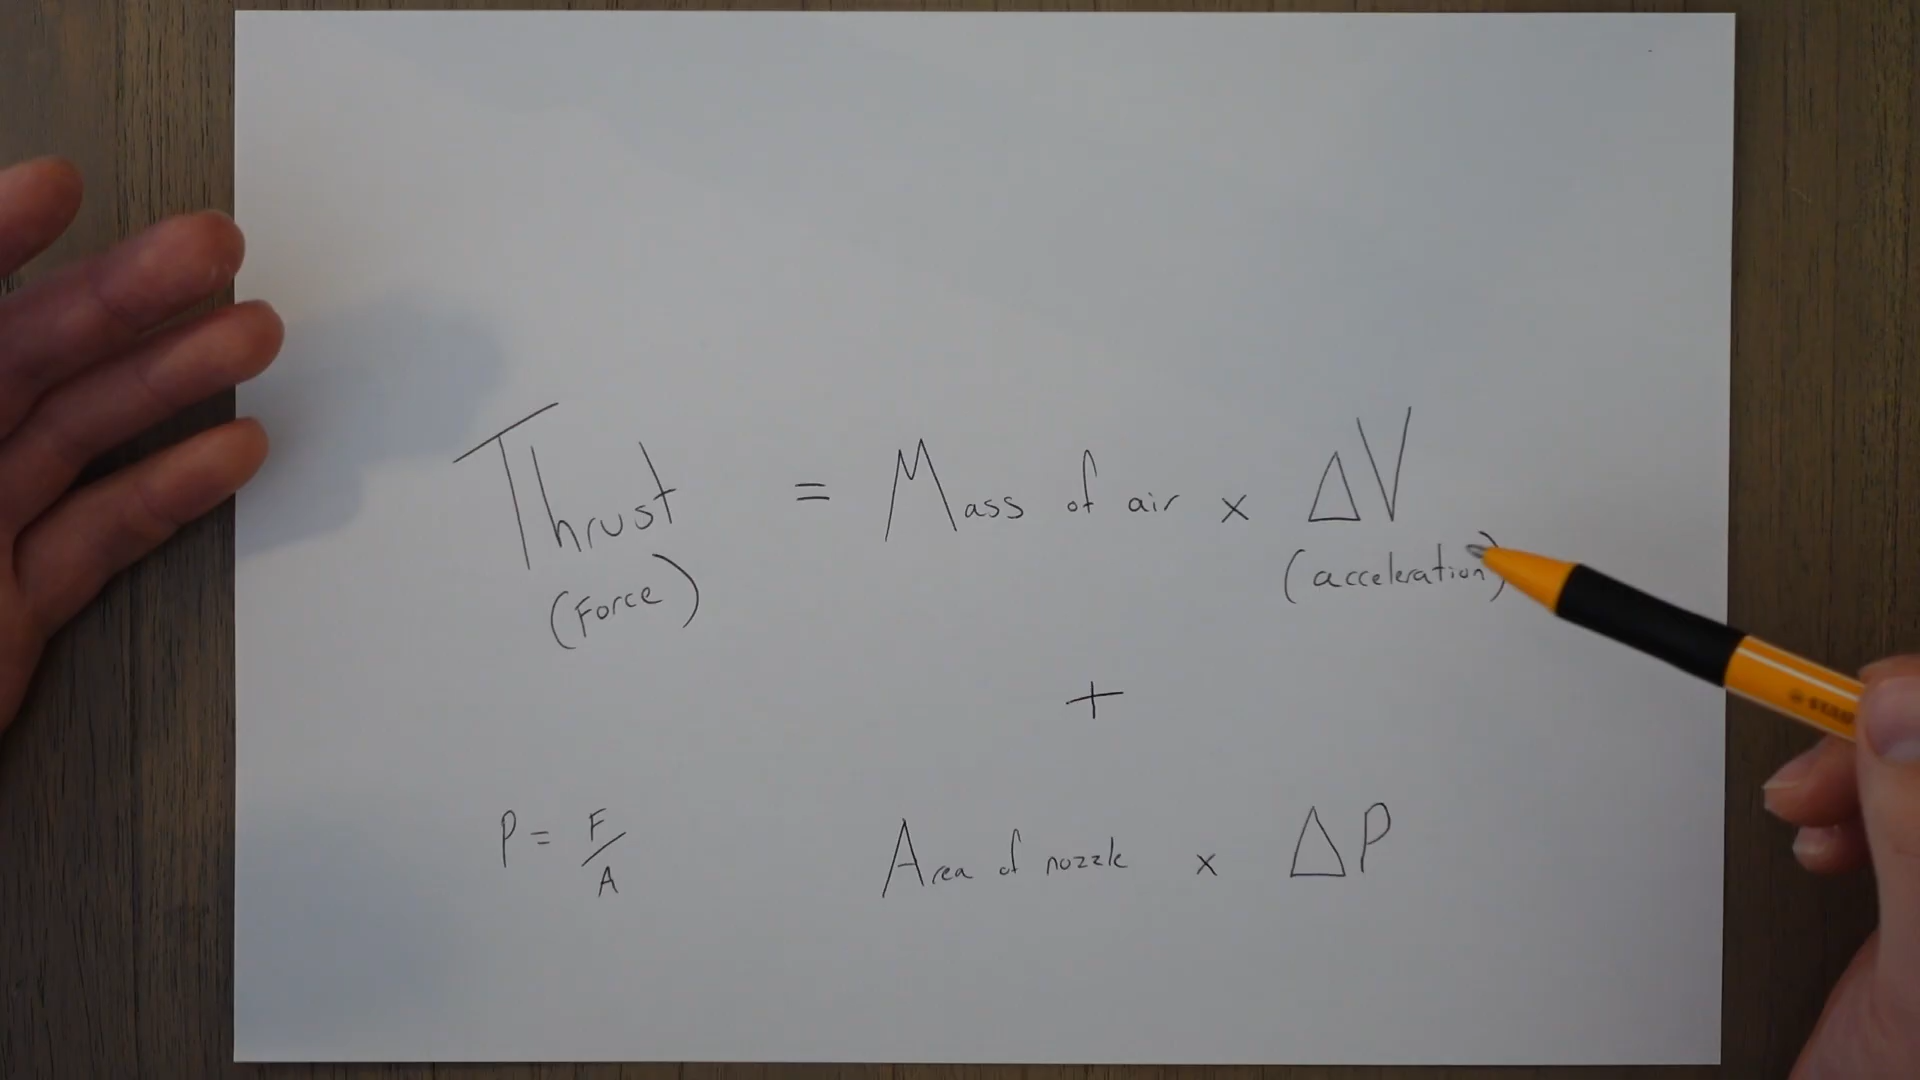 Thrust = Mass of air x ΔV
(Force) (acceleration)
+
P = F/A Area of nozzle x ΔP